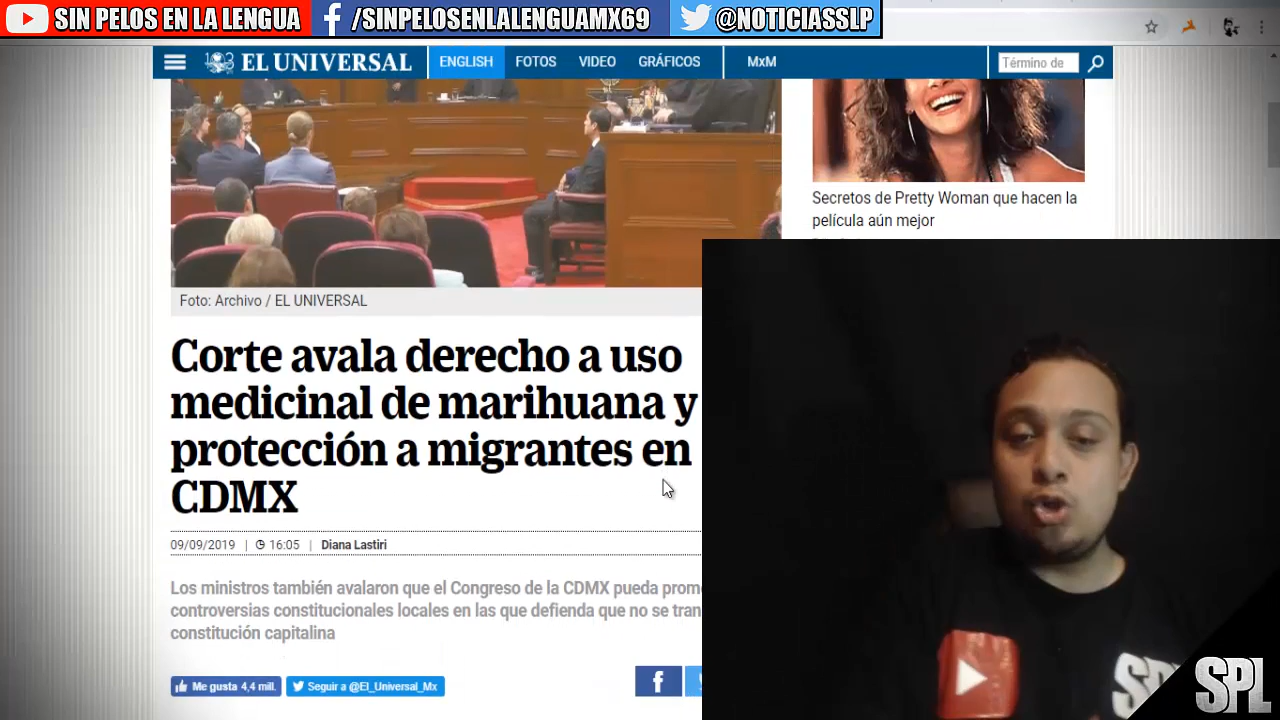 SIN PELOS EN LA LENGUA
/SINPELOSENLALENGUAMX69
@NOTICIASSLP
EL UNIVERSAL
ENGLISH
FOTOS
VIDEO
GRÁFICOS
MxM
Término de
Secretos de Pretty Woman que hacen la
película aún mejor
Foto: Archivo / EL UNIVERSAL
Corte avala derecho a uso
medicinal de marihuana y
protección a migrantes en
CDMX
09/09/2019 | 16:05 | Diana Lastiri
Los ministros también avalaron que el Congreso de la CDMX pueda prom
controversias constitucionales locales en las que defienda que no se tran
constitución capitalina
Me gusta 4,4 mil.
Seguir a @El_Universal_Mx
SPL
SPL